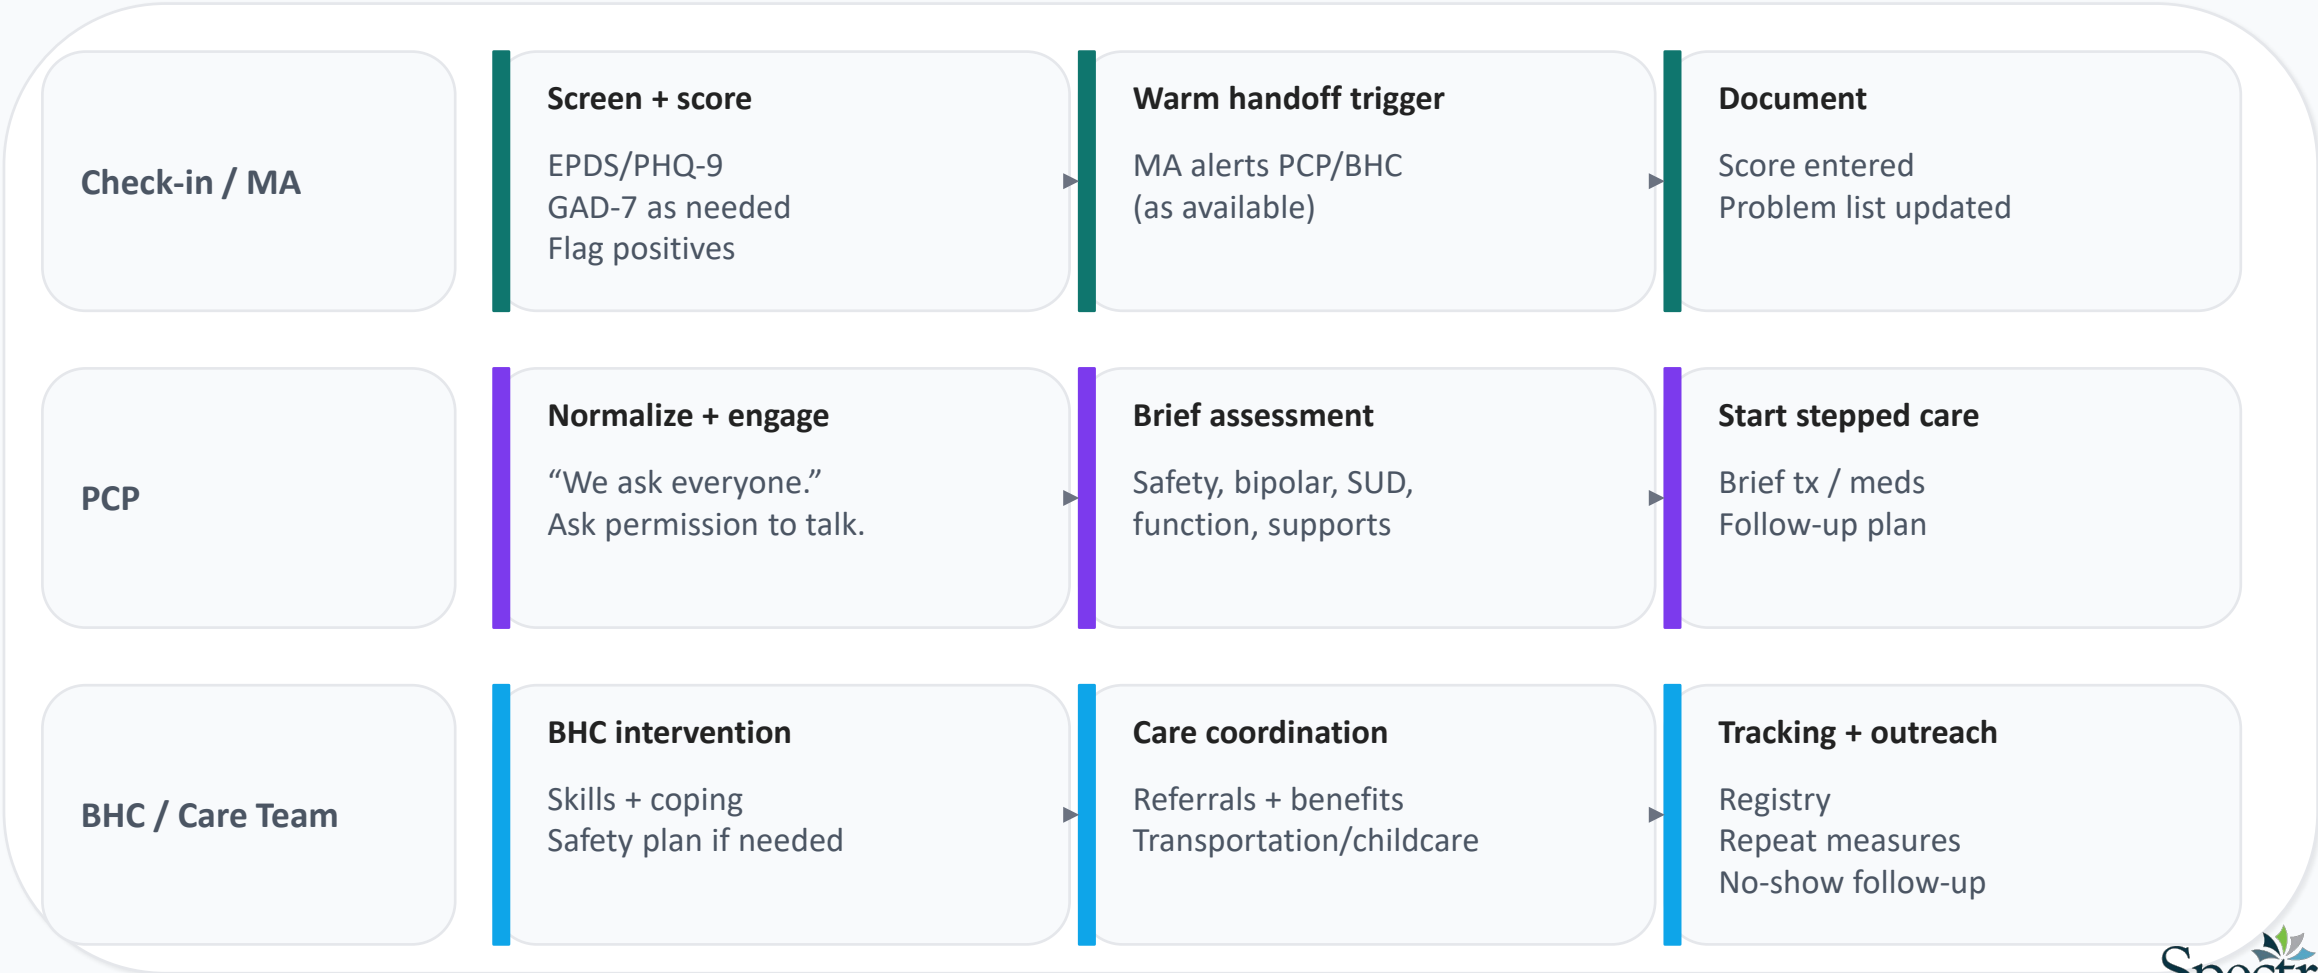 Check-in / MA
Screen + score
EPDS/PHQ-9
GAD-7 as needed
Flag positives
Warm handoff trigger
MA alerts PCP/BHC
(as available)
Document
Score entered
Problem list updated
PCP
Normalize + engage
“We ask everyone.”
Ask permission to talk.
Brief assessment
Safety, bipolar, SUD,
function, supports
Start stepped care
Brief tx / meds
Follow-up plan
BHC / Care Team
BHC intervention
Skills + coping
Safety plan if needed
Care coordination
Referrals + benefits
Transportation/childcare
Tracking + outreach
Registry
Repeat measures
No-show follow-up